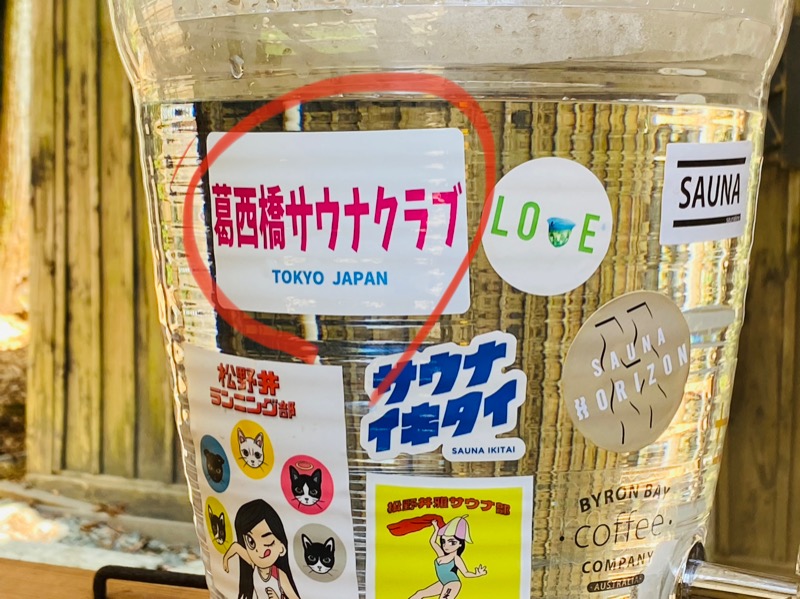 葛西橋サウナクラブ
TOKYO JAPAN
LOVE
SAUNA
SAUNA
HORIZON
松野井
ランニング部
サウナ
イキタイ
SAUNA IKITAI
松野井雅サウナ部
BYRON BAY
coffee
COMPANY
AUSTRALIA